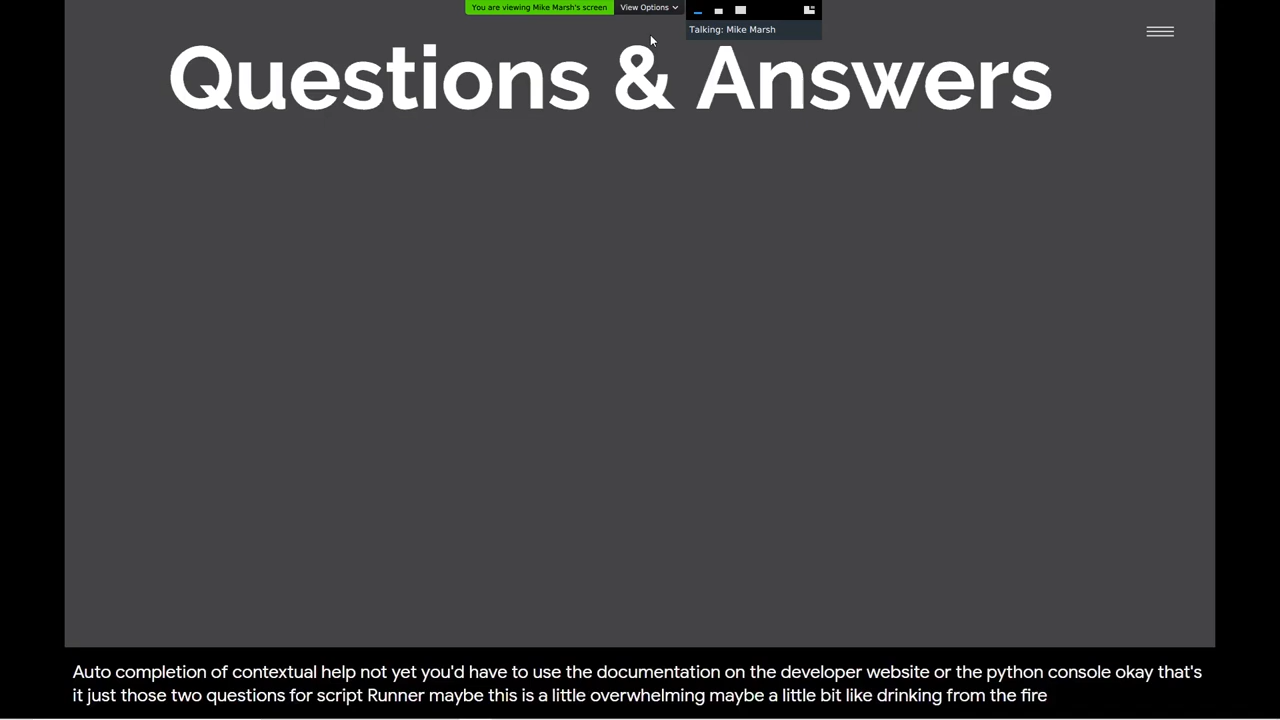 You are viewing Mike Marsh's screen
View Options
Talking: Mike Marsh
Questions & Answers
Auto completion of contextual help not yet you'd have to use the documentation on the developer website or the python console okay that's
it just those two questions for script Runner maybe this is a little overwhelming maybe a little bit like drinking from the fire